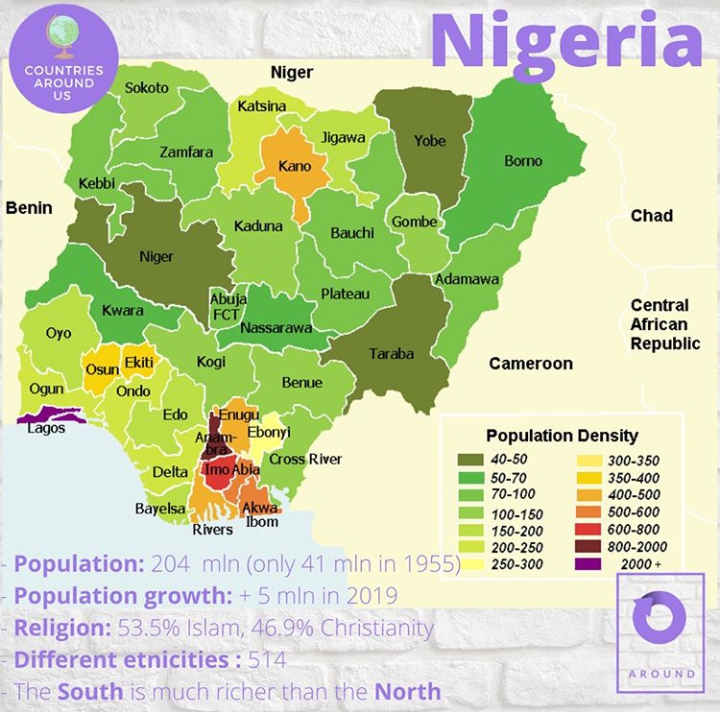 Nigeria
COUNTRIES
AROUND
US
Niger
Sokoto
Katsina
Jigawa
Yobe
Borno
Zamfara
Kano
Kebbi
Benin
Chad
Kaduna
Bauchi
Gombe
Niger
Adamawa
Abuja
FCT
Plateau
Kwara
Nassarawa
Central
African
Republic
Oyo
Taraba
Cameroon
Osun
Ekiti
Kogi
Benue
Ogun
Ondo
Edo
Enugu
Lagos
Anam-
bra
Ebonyi
Cross River
Delta
Imo
Abia
Bayelsa
Akwa
Ibom
Rivers
Population Density
40-50
50-70
70-100
100-150
150-200
200-250
250-300
300-350
350-400
400-500
500-600
600-800
800-2000
2000 +
- Population: 204 mln (only 41 mln in 1955)
- Population growth: + 5 mln in 2019
- Religion: 53.5% Islam, 46.9% Christianity
- Different etnicities : 514
- The South is much richer than the North
AROUND